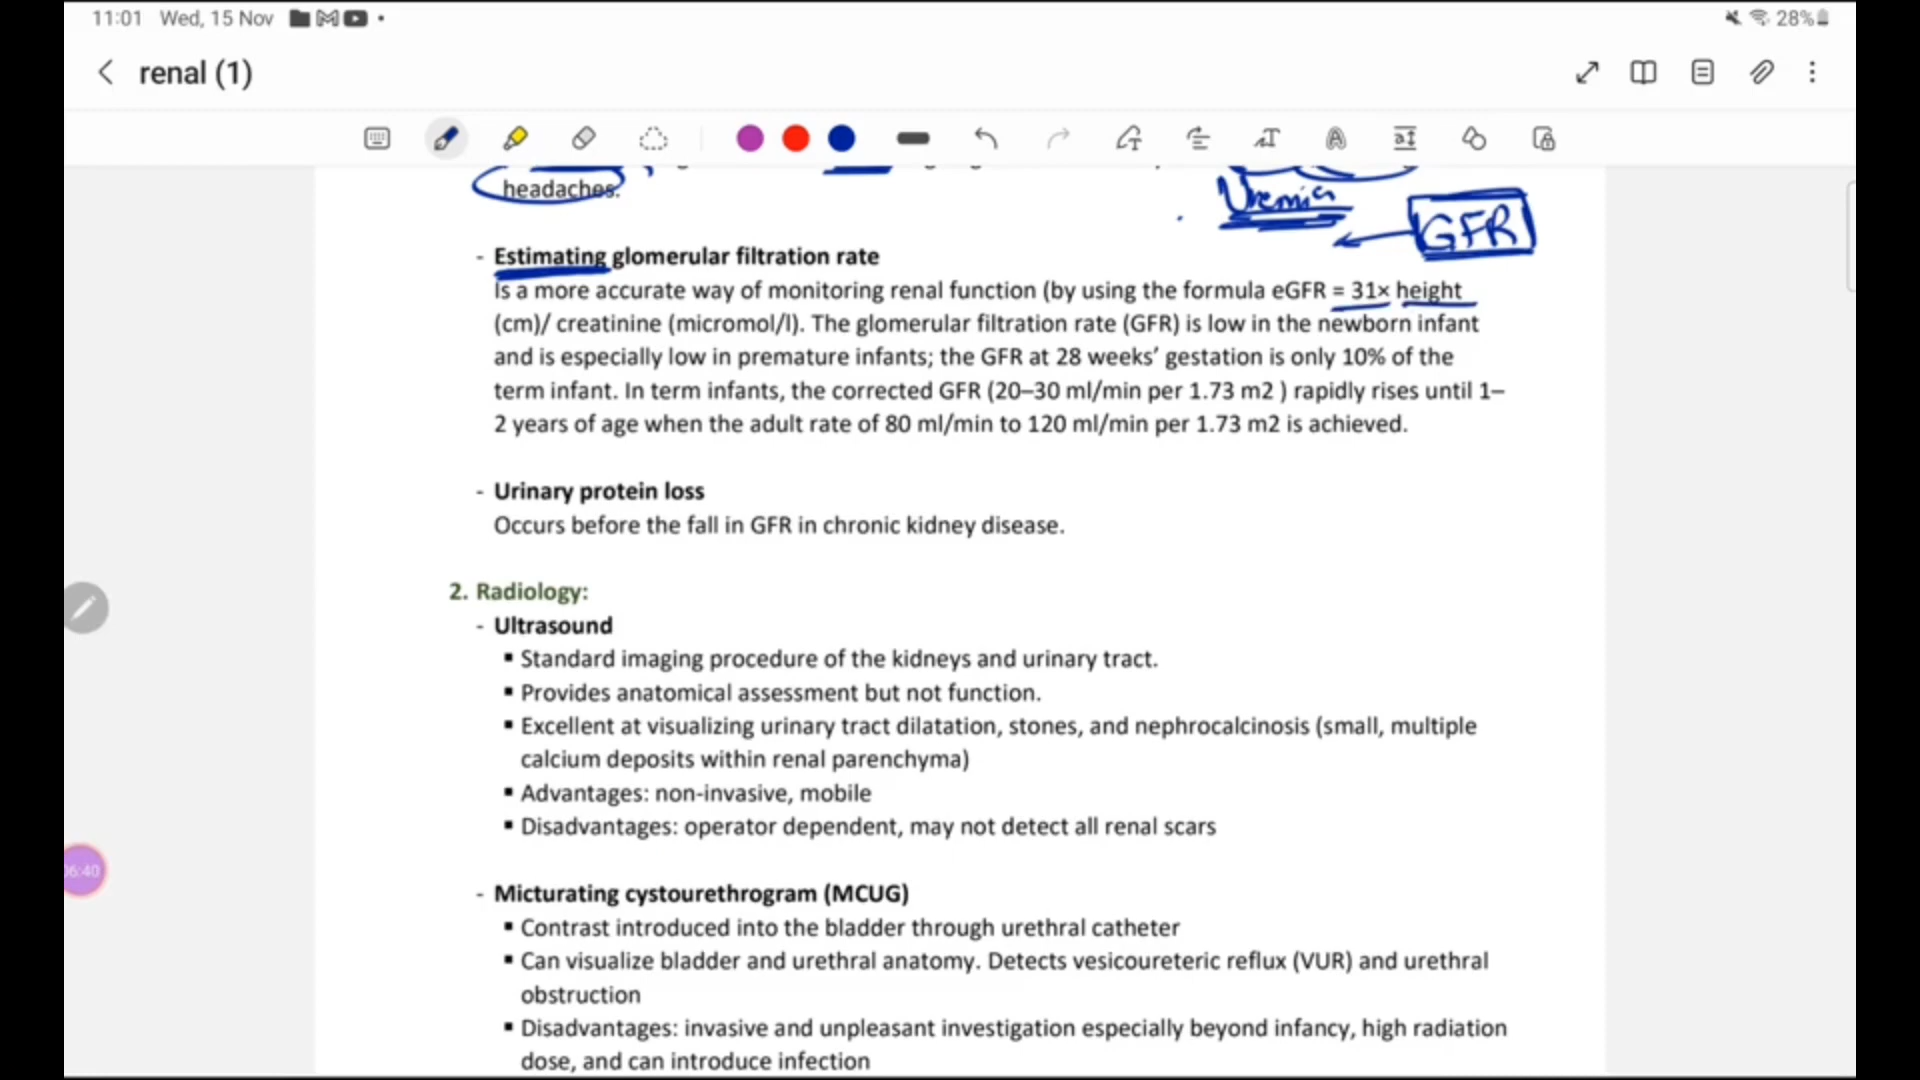 11:01 Wed, 15 Nov 28%
renal (1)
headaches.
Uremia
GFR
- Estimating glomerular filtration rate
Is a more accurate way of monitoring renal function (by using the formula eGFR = 31× height
(cm)/ creatinine (micromol/l). The glomerular filtration rate (GFR) is low in the newborn infant
and is especially low in premature infants; the GFR at 28 weeks' gestation is only 10% of the
term infant. In term infants, the corrected GFR (20–30 ml/min per 1.73 m2 ) rapidly rises until 1–
2 years of age when the adult rate of 80 ml/min to 120 ml/min per 1.73 m2 is achieved.
- Urinary protein loss
Occurs before the fall in GFR in chronic kidney disease.
2. Radiology:
- Ultrasound
▪ Standard imaging procedure of the kidneys and urinary tract.
▪ Provides anatomical assessment but not function.
▪ Excellent at visualizing urinary tract dilatation, stones, and nephrocalcinosis (small, multiple
calcium deposits within renal parenchyma)
▪ Advantages: non-invasive, mobile
▪ Disadvantages: operator dependent, may not detect all renal scars
06:40
- Micturating cystourethrogram (MCUG)
▪ Contrast introduced into the bladder through urethral catheter
▪ Can visualize bladder and urethral anatomy. Detects vesicoureteric reflux (VUR) and urethral
obstruction
▪ Disadvantages: invasive and unpleasant investigation especially beyond infancy, high radiation
dose, and can introduce infection